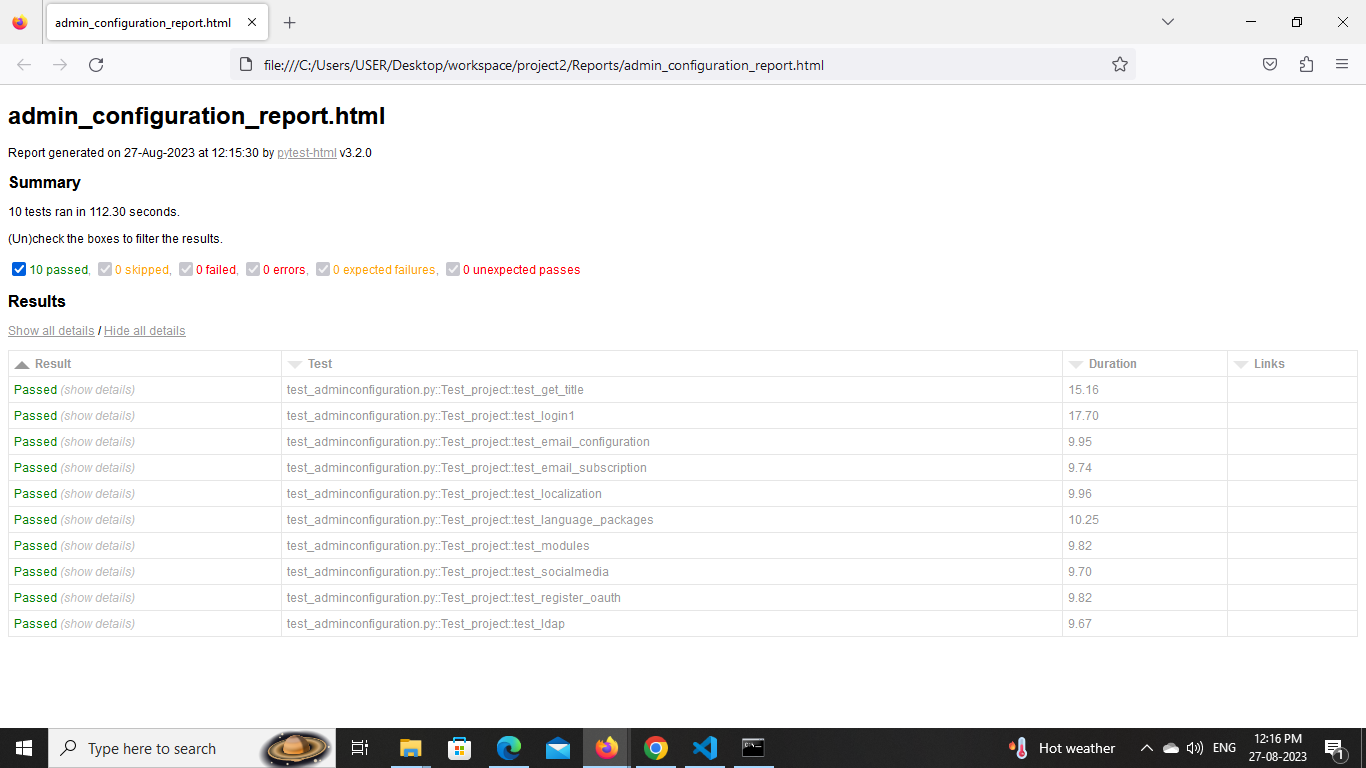 admin_configuration_report.html
file:///C:/Users/USER/Desktop/workspace/project2/Reports/admin_configuration_report.html
admin_configuration_report.html
Report generated on 27-Aug-2023 at 12:15:30 by pytest-html v3.2.0
Summary
10 tests ran in 112.30 seconds.
(Un)check the boxes to filter the results.
10 passed, 0 skipped, 0 failed, 0 errors, 0 expected failures, 0 unexpected passes
Results
Show all details / Hide all details
Result Test Duration Links
Passed (show details) test_adminconfiguration.py::Test_project::test_get_title 15.16
Passed (show details) test_adminconfiguration.py::Test_project::test_login1 17.70
Passed (show details) test_adminconfiguration.py::Test_project::test_email_configuration 9.95
Passed (show details) test_adminconfiguration.py::Test_project::test_email_subscription 9.74
Passed (show details) test_adminconfiguration.py::Test_project::test_localization 9.96
Passed (show details) test_adminconfiguration.py::Test_project::test_language_packages 10.25
Passed (show details) test_adminconfiguration.py::Test_project::test_modules 9.82
Passed (show details) test_adminconfiguration.py::Test_project::test_socialmedia 9.70
Passed (show details) test_adminconfiguration.py::Test_project::test_register_oauth 9.82
Passed (show details) test_adminconfiguration.py::Test_project::test_ldap 9.67
Type here to search Hot weather ENG 12:16 PM
27-08-2023 1